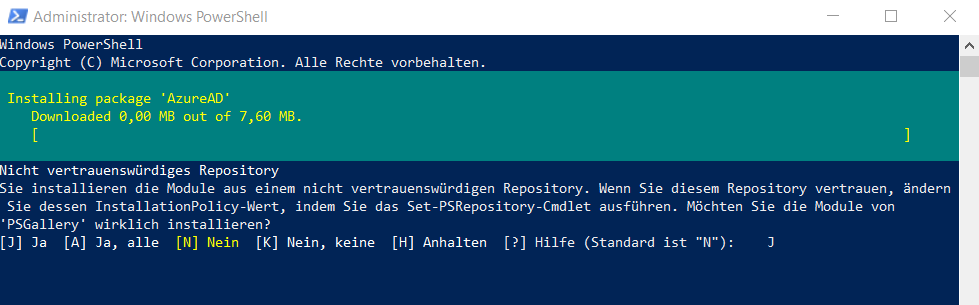 Administrator: Windows PowerShell
Windows PowerShell
Copyright (C) Microsoft Corporation. Alle Rechte vorbehalten.
Installing package 'AzureAD'
Downloaded 0,00 MB out of 7,60 MB.
[ ]
Nicht vertrauenswürdiges Repository
Sie installieren die Module aus einem nicht vertrauenswürdigen Repository. Wenn Sie diesem Repository vertrauen, ändern
Sie dessen InstallationPolicy-Wert, indem Sie das Set-PSRepository-Cmdlet ausführen. Möchten Sie die Module von
'PSGallery' wirklich installieren?
[J] Ja [A] Ja, alle [N] Nein [K] Nein, keine [H] Anhalten [?] Hilfe (Standard ist "N"): J